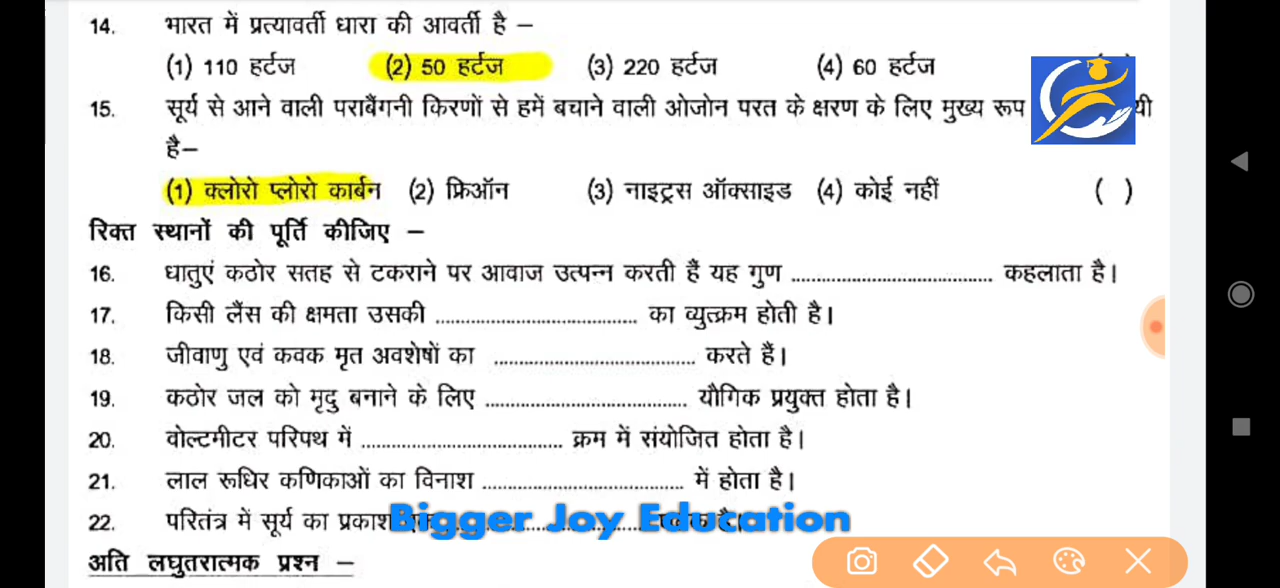 14. भारत में प्रत्यावर्ती धारा की आवर्ती है –
(1) 110 हर्टज (2) 50 हर्टज (3) 220 हर्टज (4) 60 हर्टज
15. सूर्य से आने वाली पराबैंगनी किरणों से हमें बचाने वाली ओजोन परत के क्षरण के लिए मुख्य रूप
है–
(1) क्लोरो प्लोरो कार्बन (2) फ्रिऑन (3) नाइट्रस ऑक्साइड (4) कोई नहीं ( )
रिक्त स्थानों की पूर्ति कीजिए –
16. धातुएं कठोर सतह से टकराने पर आवाज उत्पन्न करती हैं यह गुण ...................................... कहलाता है।
17. किसी लैंस की क्षमता उसकी ...................................... का व्युत्क्रम होती है।
18. जीवाणु एवं कवक मृत अवशेषों का ...................................... करते हैं।
19. कठोर जल को मृदु बनाने के लिए ...................................... यौगिक प्रयुक्त होता है।
20. वोल्टमीटर परिपथ में ...................................... क्रम में संयोजित होता है।
21. लाल रूधिर कणिकाओं का विनाश ...................................... में होता है।
22. परितंत्र में सूर्य का प्रकाश
Bigger Joy Education
अति लघुतरात्मक प्रश्न –